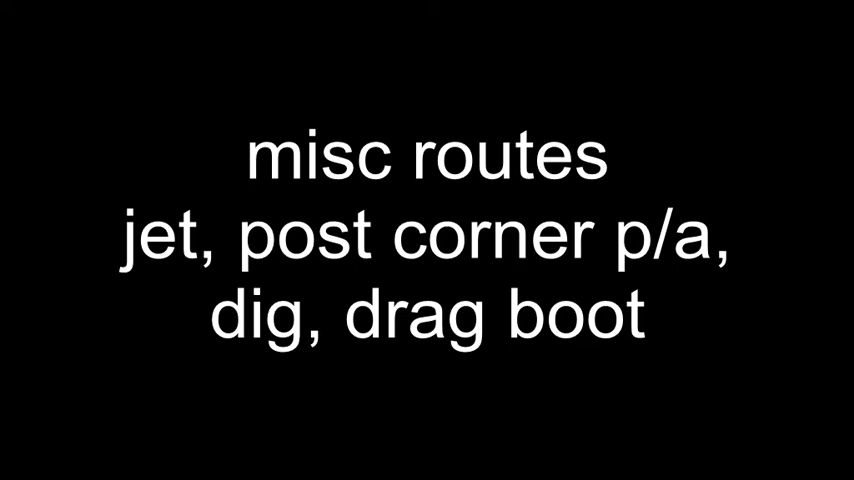 misc routes
jet, post corner p/a,
dig, drag boot